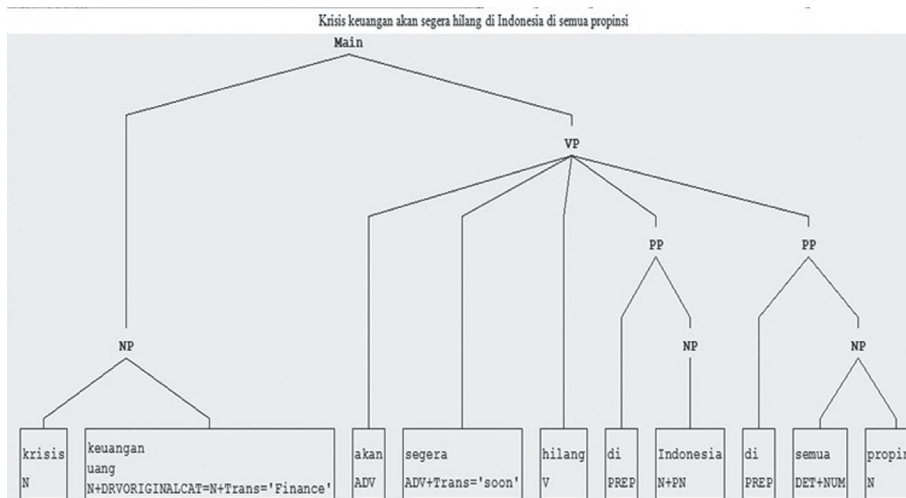 Krisis keuangan akan segera hilang di Indonesia di semua propinsi
Main
VP
PP PP
NP NP NP
krisis
N
keuangan
uang
N+DRVORIGINALCAT=N+Trans='Finance'
akan
ADV
segera
ADV+Trans='soon'
hilang
V
di
PREP
Indonesia
N+PN
di
PREP
semua
DET+NUM
propin
N